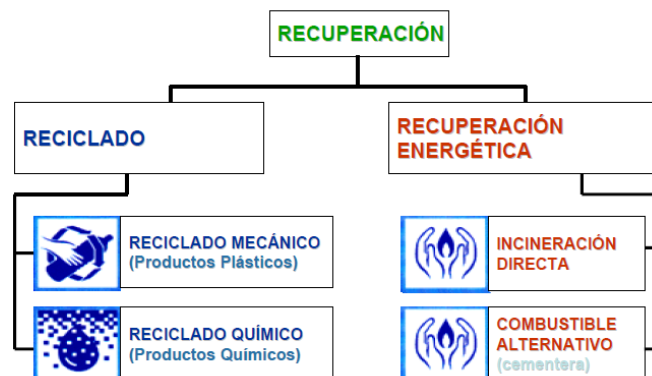 RECUPERACIÓN
RECICLADO
RECUPERACIÓN
ENERGÉTICA
RECICLADO MECÁNICO
(Productos Plásticos)
INCINERACIÓN
DIRECTA
RECICLADO QUÍMICO
(Productos Químicos)
COMBUSTIBLE
ALTERNATIVO
(cementera)